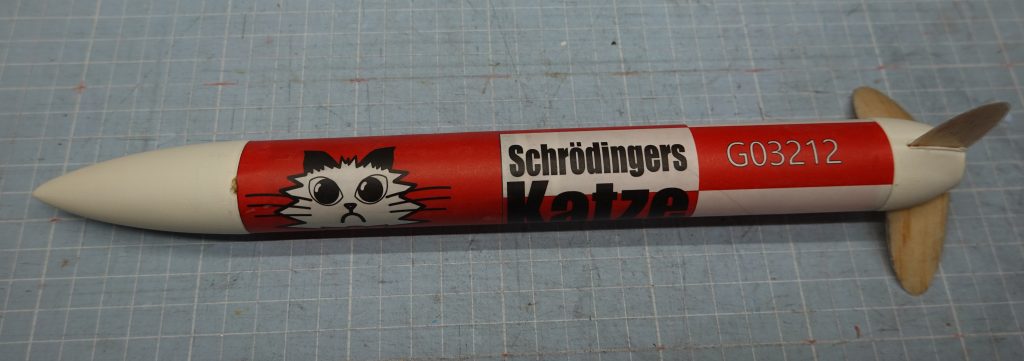 Schrödingers
Katze
G03212